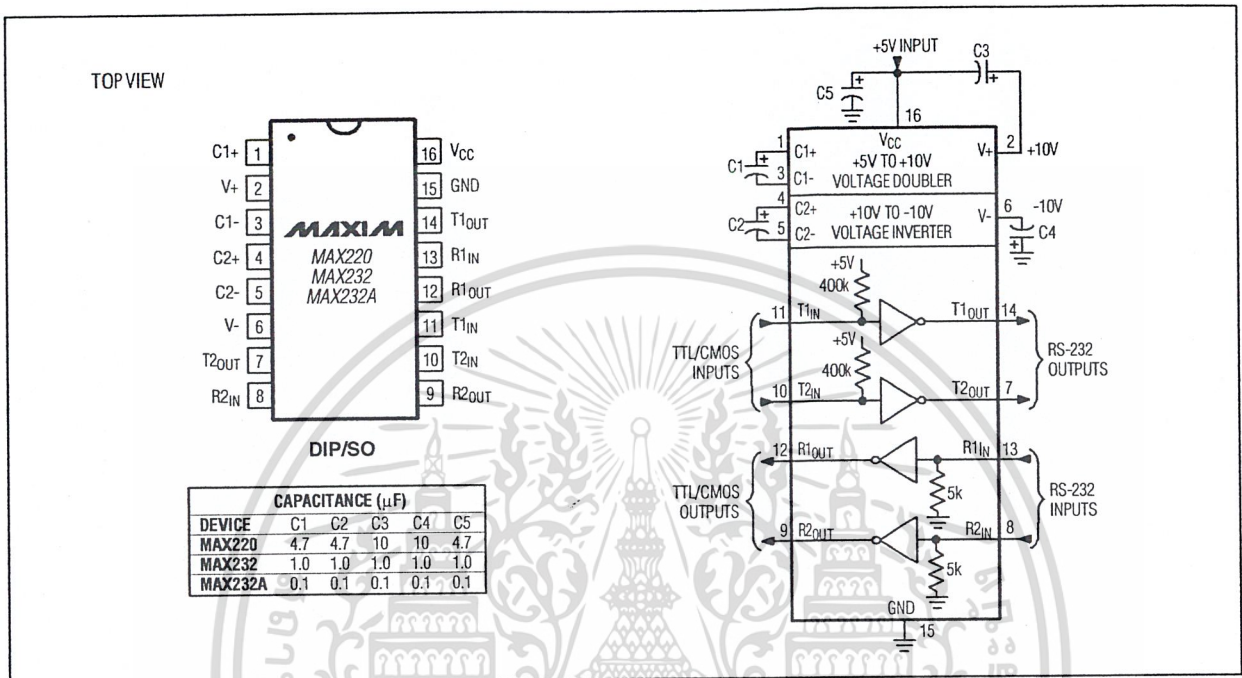 TOP VIEW
C1+ 1
V+ 2
C1- 3
C2+ 4
C2- 5
V- 6
T2OUT 7
R2IN 8
16 VCC
15 GND
14 T1OUT
13 R1IN
12 R1OUT
11 T1IN
10 T2IN
9 R2OUT
MAXIM
MAX220
MAX232
MAX232A
DIP/SO
CAPACITANCE (μF)
DEVICE C1 C2 C3 C4 C5
MAX220 4.7 4.7 10 10 4.7
MAX232 1.0 1.0 1.0 1.0 1.0
MAX232A 0.1 0.1 0.1 0.1 0.1
+5V INPUT
C3
+
C5
+
16
VCC
1
C1+
C1
+
3
C1-
+5V TO +10V
VOLTAGE DOUBLER
V+
2
+10V
4
C2+
C2
+
5
C2-
+10V TO -10V
VOLTAGE INVERTER
V-
6
-10V
C4
+
+5V
400k
11
T1IN
T1OUT
14
+5V
400k
10
T2IN
T2OUT
7
TTL/CMOS
INPUTS
RS-232
OUTPUTS
12
R1OUT
R1IN
13
5k
9
R2OUT
R2IN
8
5k
TTL/CMOS
OUTPUTS
RS-232
INPUTS
GND
15